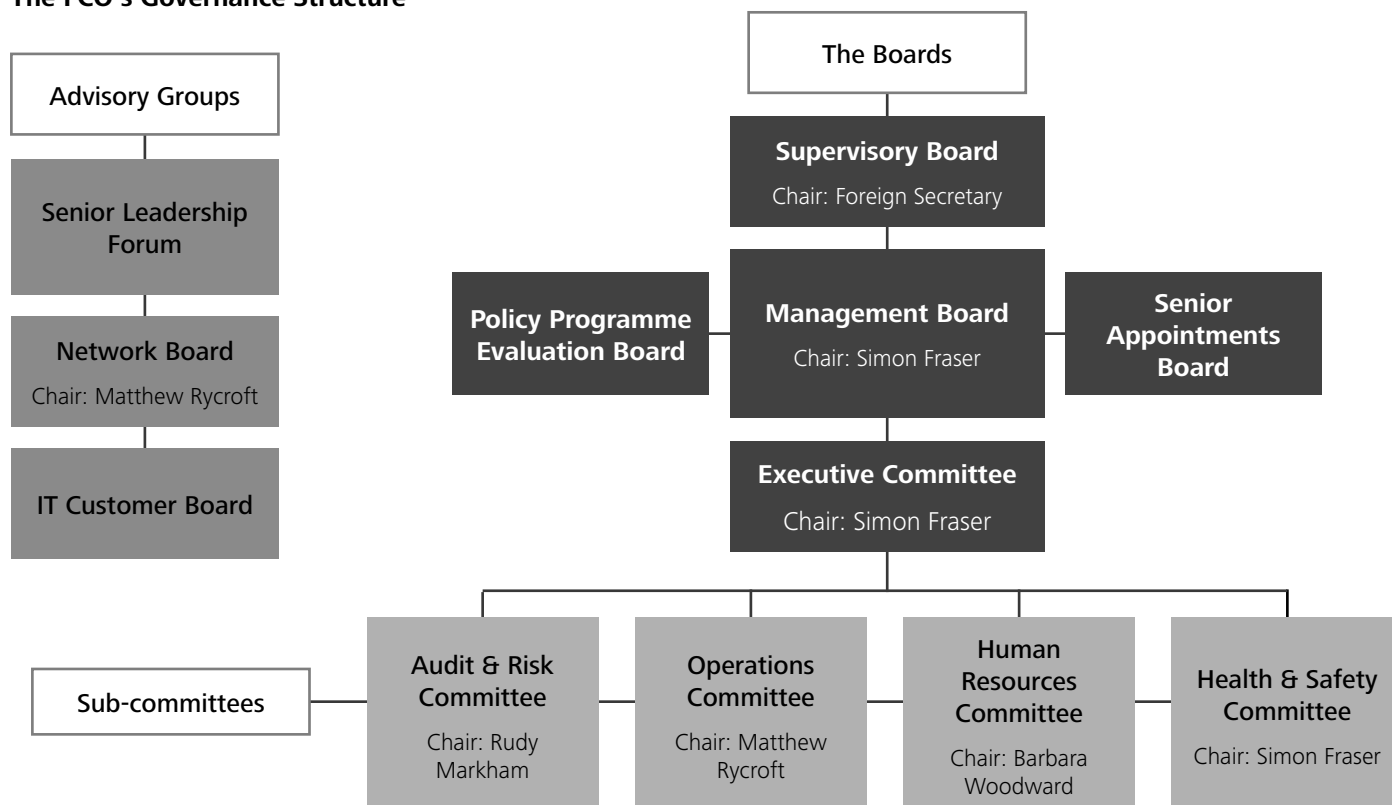 The FCO's Governance Structure
Advisory Groups
Senior Leadership
Forum
Network Board
Chair: Matthew Rycroft
IT Customer Board
The Boards
Supervisory Board
Chair: Foreign Secretary
Policy Programme
Evaluation Board
Management Board
Chair: Simon Fraser
Senior
Appointments
Board
Executive Committee
Chair: Simon Fraser
Sub-committees
Audit & Risk
Committee
Chair: Rudy
Markham
Operations
Committee
Chair: Matthew
Rycroft
Human
Resources
Committee
Chair: Barbara
Woodward
Health & Safety
Committee
Chair: Simon Fraser